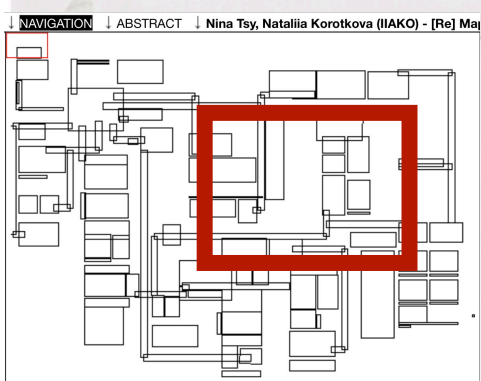 ↓ NAVIGATION ↓ ABSTRACT ↓ Nina Tsy, Nataliia Korotkova (IIAKO) - [Re] Ma